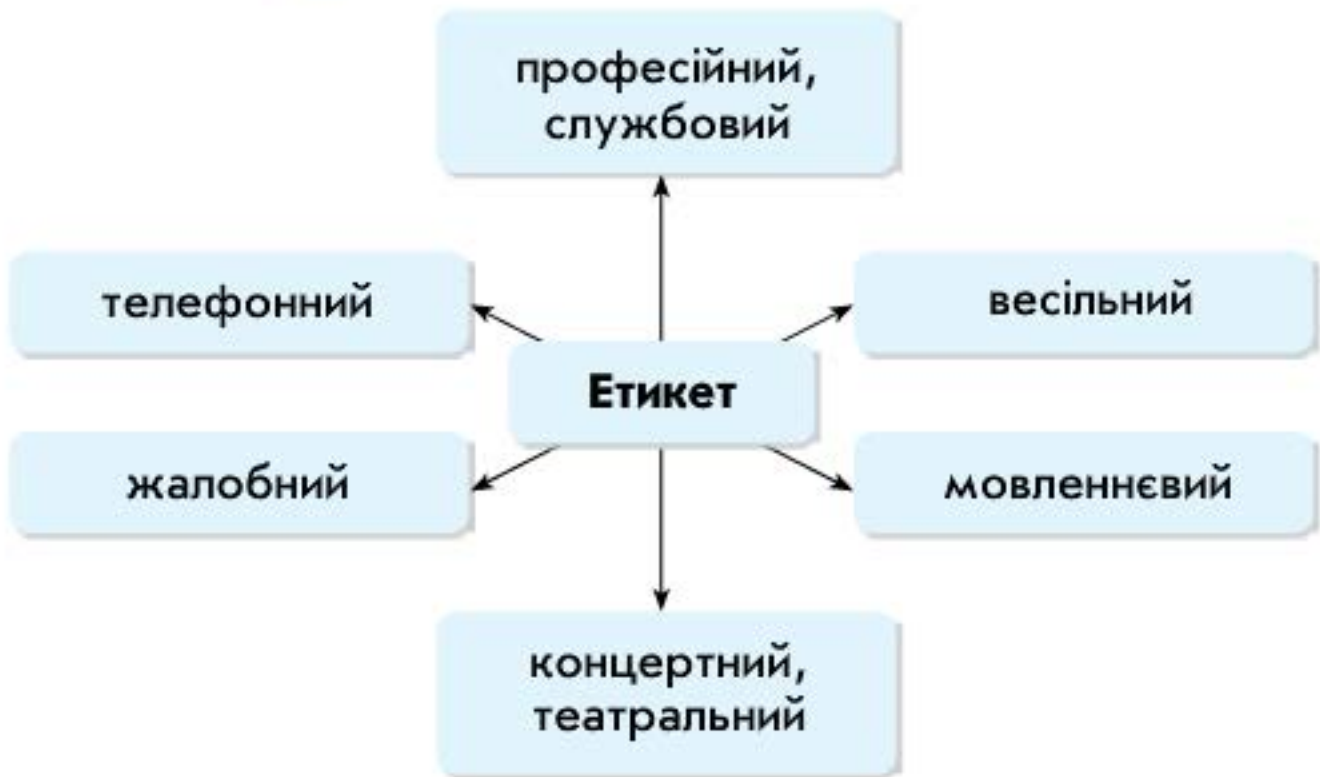 професійний,
службовий
телефонний
весільний
Етикет
жалобний
мовленнєвий
концертний,
театральний